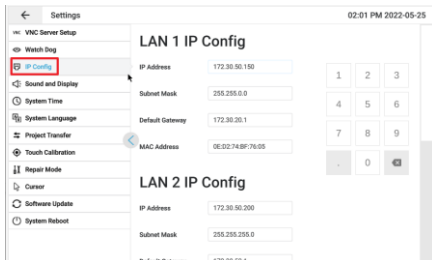 Settings
02:01 PM 2022-05-25
VNC VNC Server Setup
Watch Dog
IP Config
Sound and Display
System Time
System Language
Project Transfer
Touch Calibration
Repair Mode
Cursor
Software Update
System Reboot
LAN 1 IP Config
IP Address 172.30.50.150
Subnet Mask 255.255.0.0
Default Gateway 172.30.20.1
MAC Address 0E:D2:74:BF:76:05
1 2 3
4 5 6
7 8 9
. 0
LAN 2 IP Config
IP Address 172.30.50.200
Subnet Mask 255.255.255.0